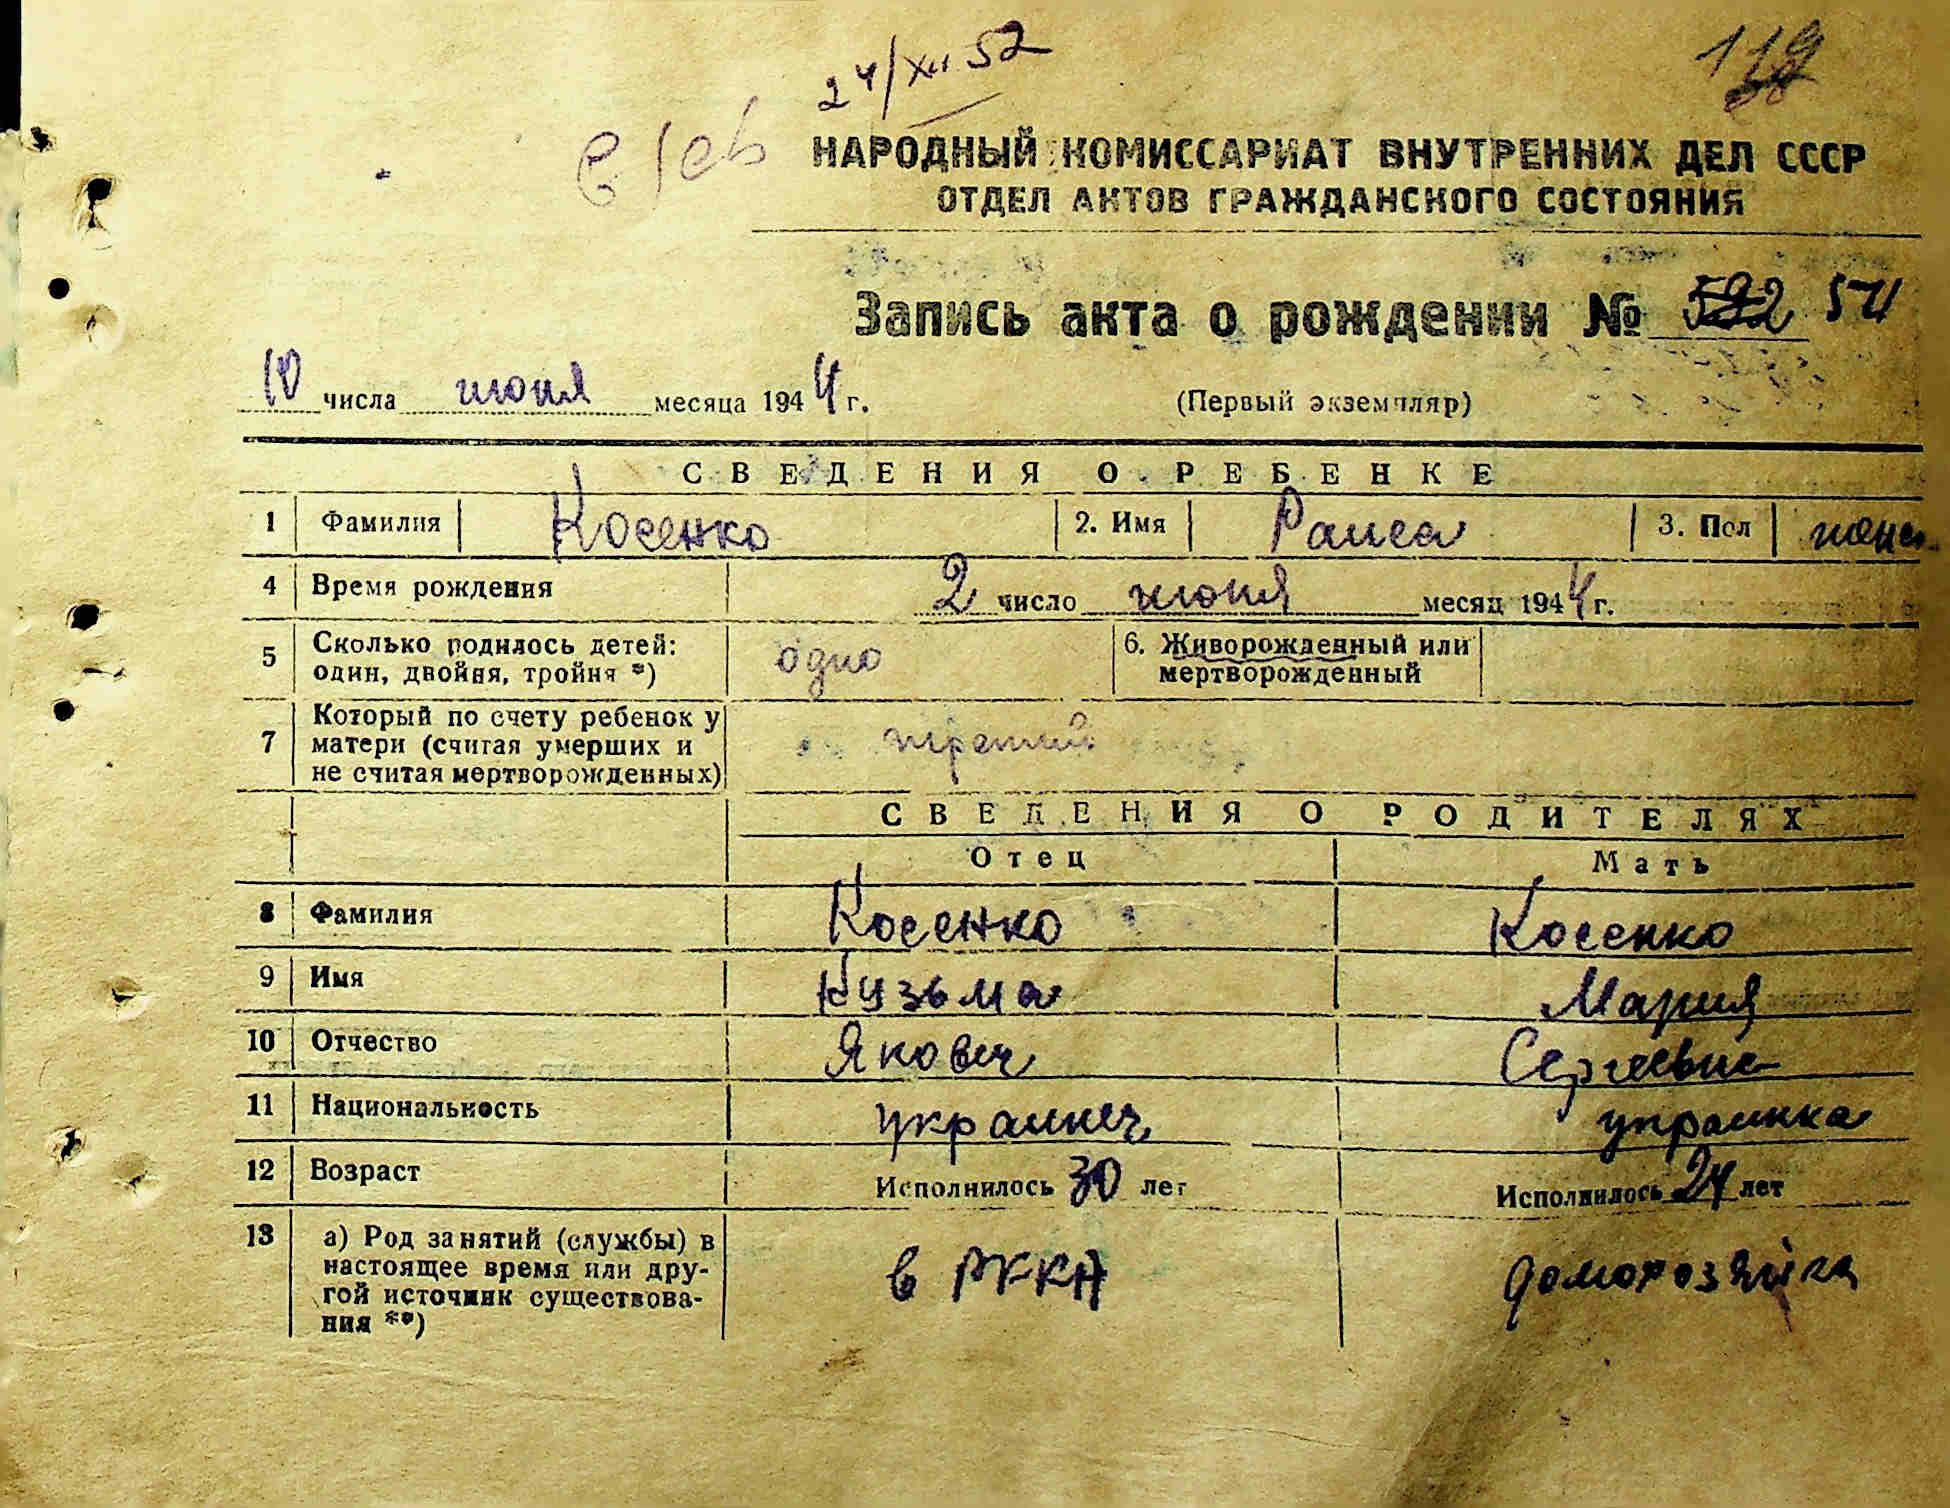 24/XII 52
119
НАРОДНЫЙ КОМИССАРИАТ ВНУТРЕННИХ ДЕЛ СССР
ОТДЕЛ АКТОВ ГРАЖДАНСКОГО СОСТОЯНИЯ
Запись акта о рождении № 592 511
10 числа июня месяца 1944 г. (Первый экземпляр)
СВЕДЕНИЯ О РЕБЕНКЕ
1 Фамилия Косенко 2. Имя Раиса 3. Пол женс.
4 Время рождения 2 число июня месяц 1944 г.
5 Сколько родилось детей: один, двойня, тройня *) одно 6. Живорожденный или мертворожденный
7 Который по счету ребенок у матери (считая умерших и не считая мертворожденных) третий
СВЕДЕНИЯ О РОДИТЕЛЯХ
Отец Мать
8 Фамилия Косенко Косенко
9 Имя Кузьма Мария
10 Отчество Якович Сергеевна
11 Национальность украинец украинка
12 Возраст Исполнилось 30 лет Исполнилось 24 лет
13 а) Род занятий (службы) в настоящее время или другой источник существования **) в РККА домохозяйка